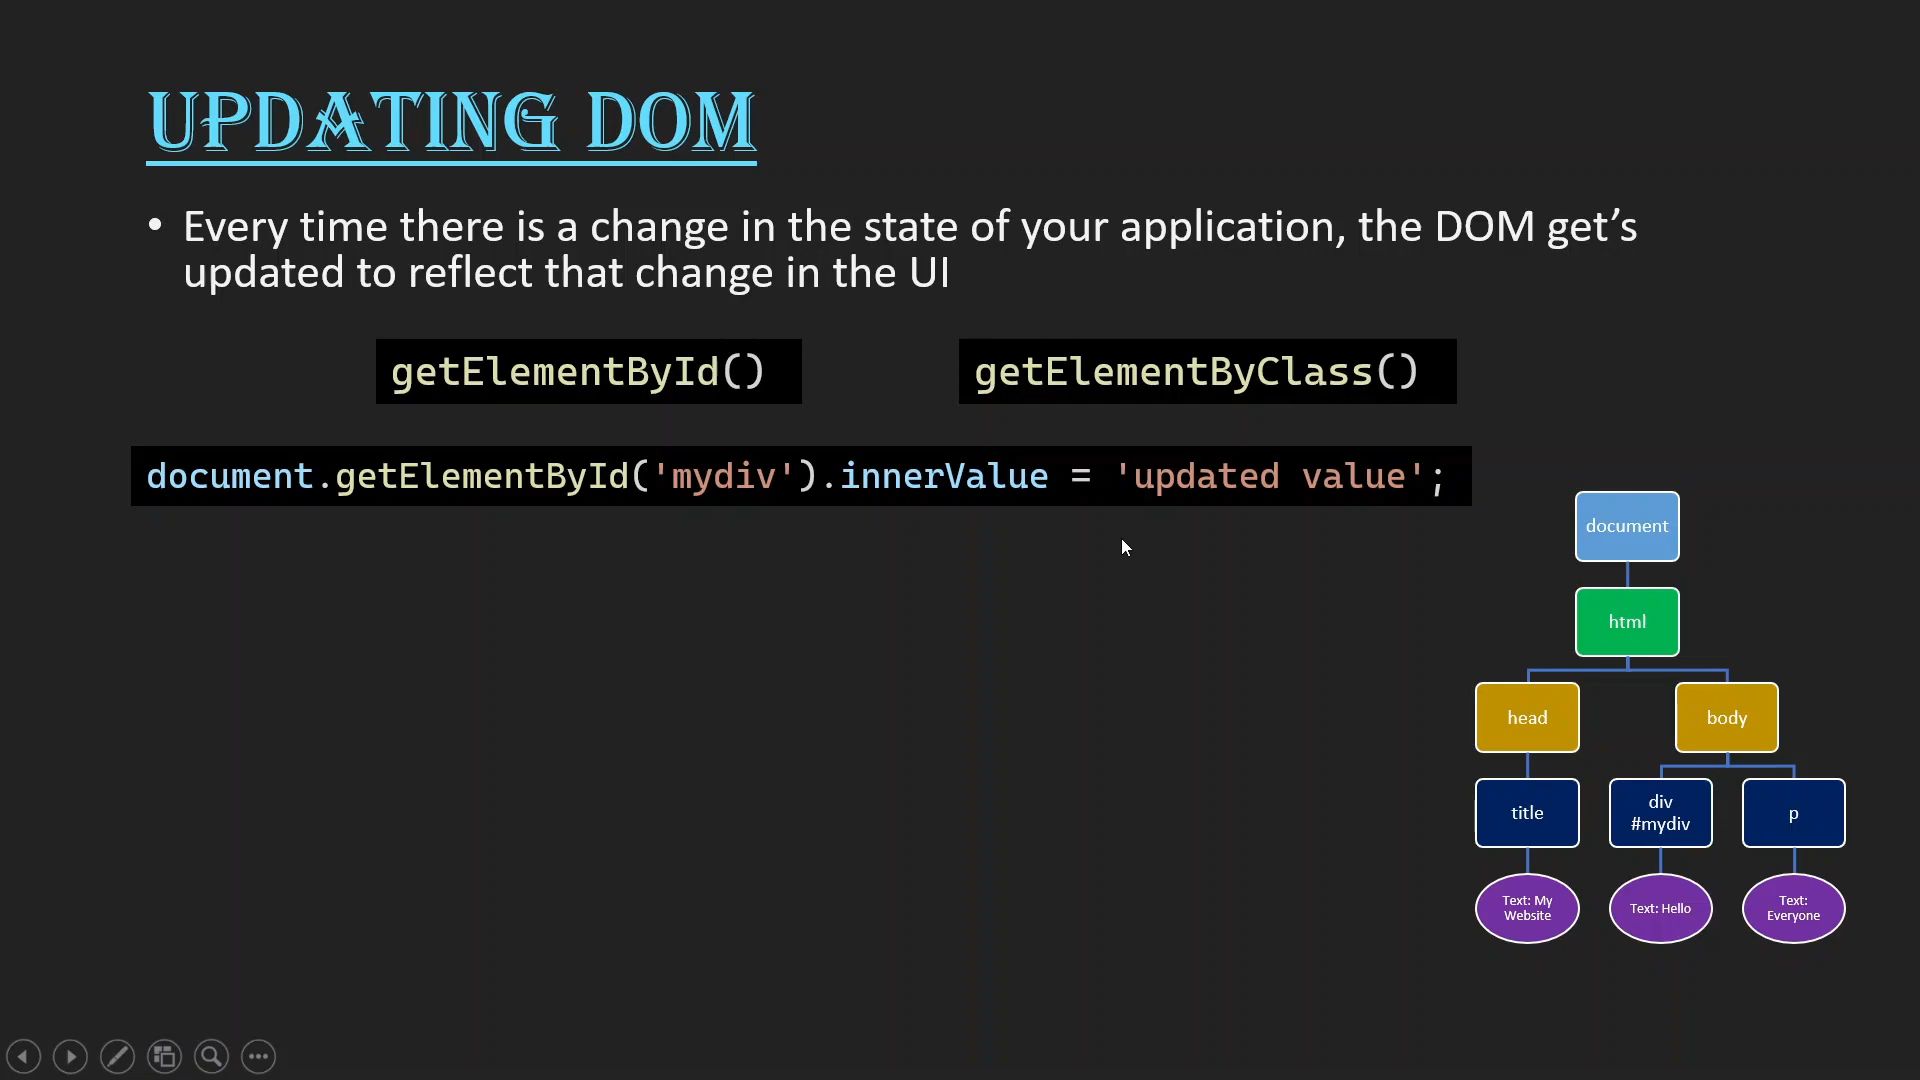 UPDATING DOM
• Every time there is a change in the state of your application, the DOM get’s
updated to reflect that change in the UI
getElementById()
getElementByClass()
document.getElementById('mydiv').innerValue = 'updated value';
document
html
head
body
title
div
#mydiv
p
Text: My
Website
Text: Hello
Text:
Everyone